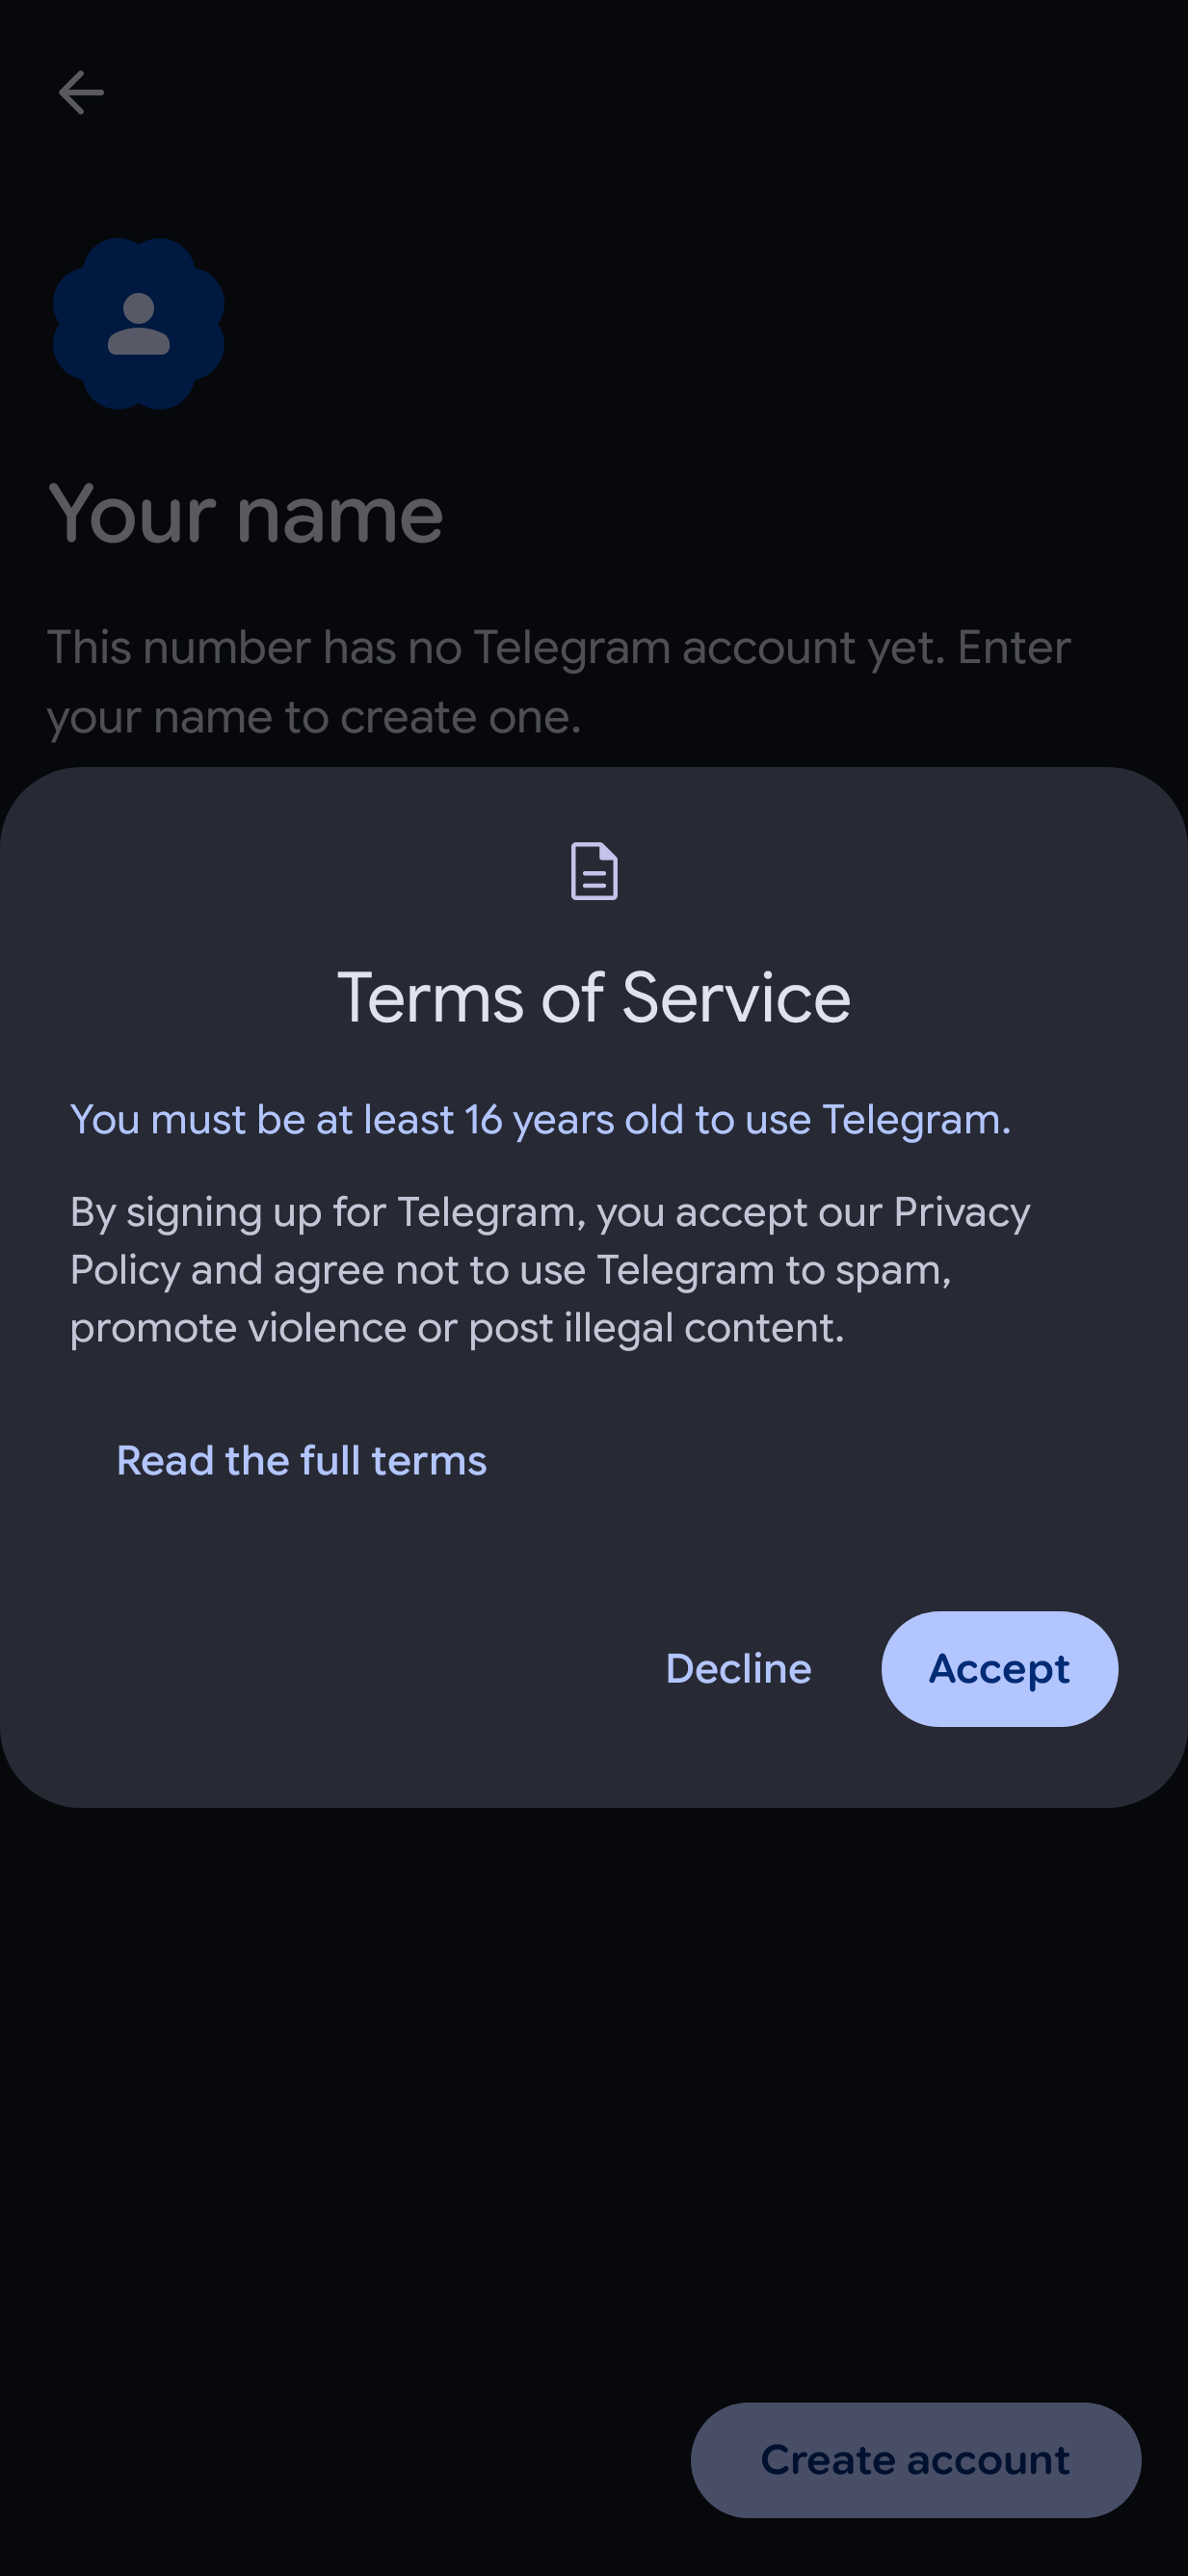 Your name
This number has no Telegram account yet. Enter
your name to create one.
Terms of Service
You must be at least 16 years old to use Telegram.
By signing up for Telegram, you accept our Privacy
Policy and agree not to use Telegram to spam,
promote violence or post illegal content.
Read the full terms
Decline
Accept
Create account